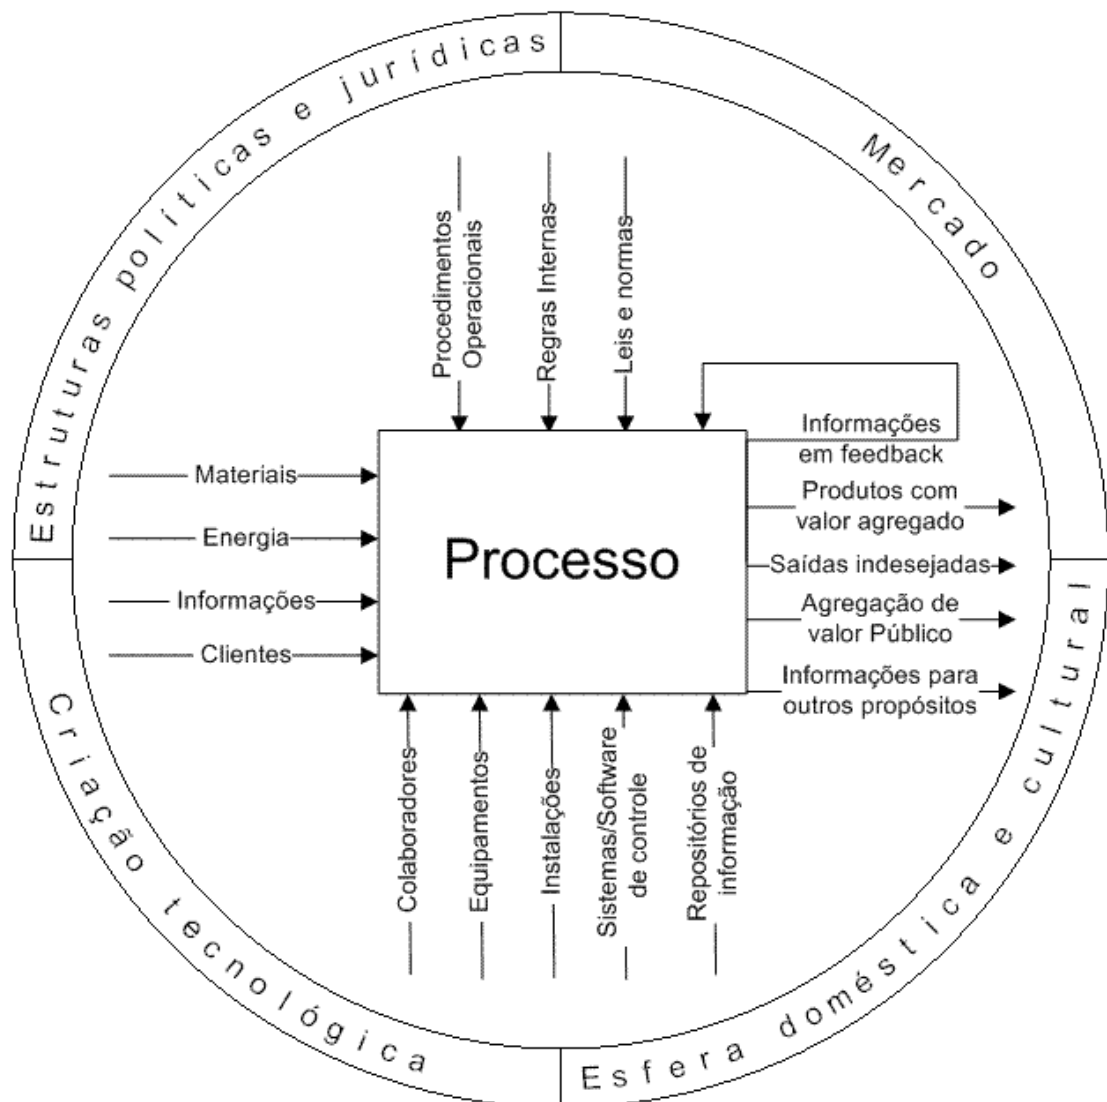 Estruturas políticas e jurídicas
Mercado
Procedimentos
Operacionais
Regras Internas
Leis e normas
Informações
em feedback
Materiais
Produtos com
valor agregado
Energia
Processo
Saídas indesejadas
Informações
Agregação de
valor Público
Clientes
Informações para
outros propósitos
Colaboradores
Equipamentos
Instalações
Sistemas/Software
de controle
Repositórios de
informação
Criação tecnológica
Esfera doméstica e cultural